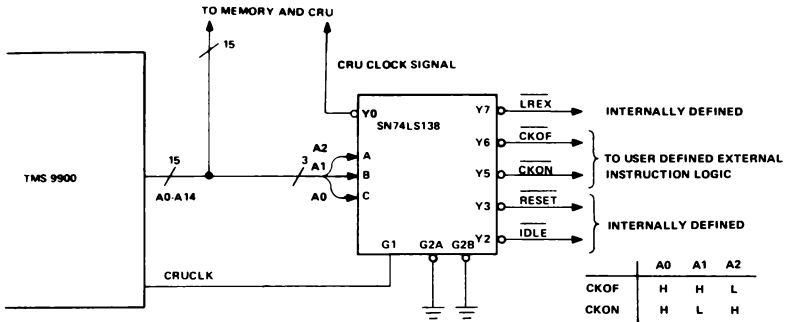 TO MEMORY AND CRU
15
CRU CLOCK SIGNAL
Y0
SN74LS138
Y7
LREX
INTERNALLY DEFINED
Y6
CKOF
TO USER DEFINED EXTERNAL
INSTRUCTION LOGIC
Y5
CKON
TMS 9900
15
A0-A14
3
A2
A1
A0
A
B
C
Y3
RESET
INTERNALLY DEFINED
Y2
IDLE
G1
G2A
G2B
CRUCLK
A0 A1 A2
CKOF H H L
CKON H L H